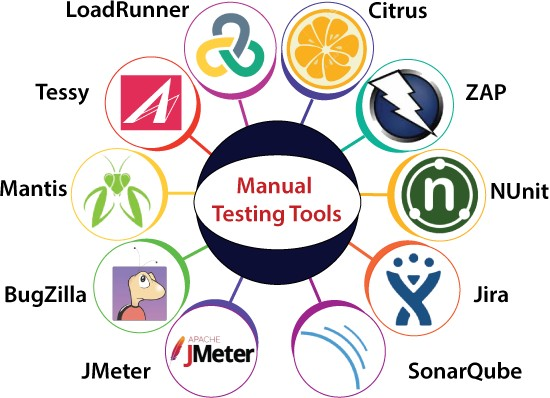 LoadRunner
Citrus
Tessy
ZAP
Mantis
Manual
Testing Tools
n
NUnit
BugZilla
Jira
APACHE
JMeter
JMeter
SonarQube